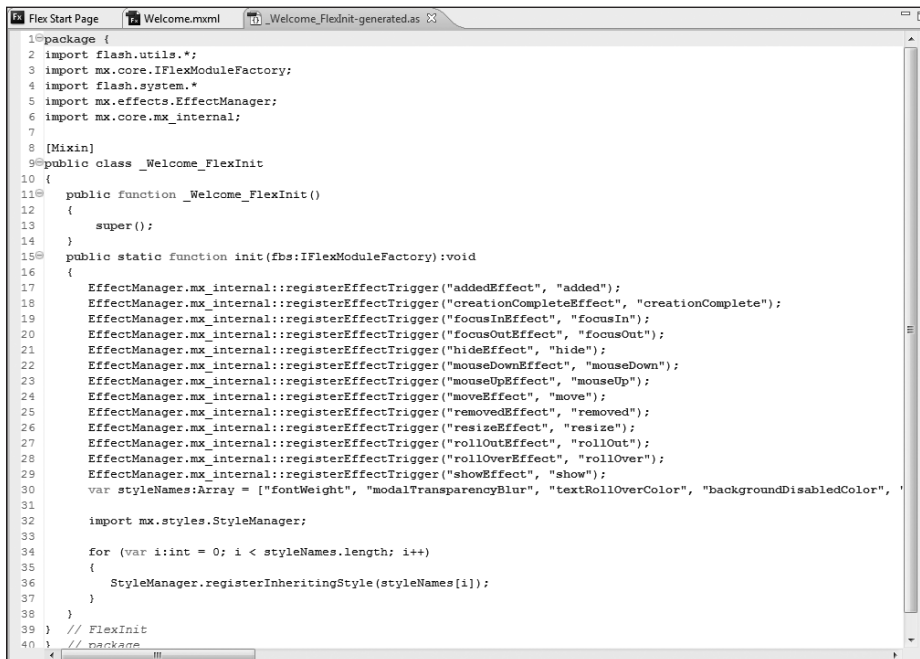 Fx Flex Start Page Fx Welcome.mxml _Welcome_FlexInit-generated.as
1 package {
2 import flash.utils.*;
3 import mx.core.IFlexModuleFactory;
4 import flash.system.*
5 import mx.effects.EffectManager;
6 import mx.core.mx_internal;
7
8 [Mixin]
9 public class _Welcome_FlexInit
10 {
11 public function _Welcome_FlexInit()
12 {
13 super();
14 }
15 public static function init(fbs:IFlexModuleFactory):void
16 {
17 EffectManager.mx_internal::registerEffectTrigger("addedEffect", "added");
18 EffectManager.mx_internal::registerEffectTrigger("creationCompleteEffect", "creationComplete");
19 EffectManager.mx_internal::registerEffectTrigger("focusInEffect", "focusIn");
20 EffectManager.mx_internal::registerEffectTrigger("focusOutEffect", "focusOut");
21 EffectManager.mx_internal::registerEffectTrigger("hideEffect", "hide");
22 EffectManager.mx_internal::registerEffectTrigger("mouseDownEffect", "mouseDown");
23 EffectManager.mx_internal::registerEffectTrigger("mouseUpEffect", "mouseUp");
24 EffectManager.mx_internal::registerEffectTrigger("moveEffect", "move");
25 EffectManager.mx_internal::registerEffectTrigger("removedEffect", "removed");
26 EffectManager.mx_internal::registerEffectTrigger("resizeEffect", "resize");
27 EffectManager.mx_internal::registerEffectTrigger("rollOutEffect", "rollOut");
28 EffectManager.mx_internal::registerEffectTrigger("rollOverEffect", "rollOver");
29 EffectManager.mx_internal::registerEffectTrigger("showEffect", "show");
30 var styleNames:Array = ["fontWeight", "modalTransparencyBlur", "textRollOverColor", "backgroundDisabledColor", "
31
32 import mx.styles.StyleManager;
33
34 for (var i:int = 0; i < styleNames.length; i++)
35 {
36 StyleManager.registerInheritingStyle(styleNames[i]);
37 }
38 }
39 } // FlexInit
40 } // package